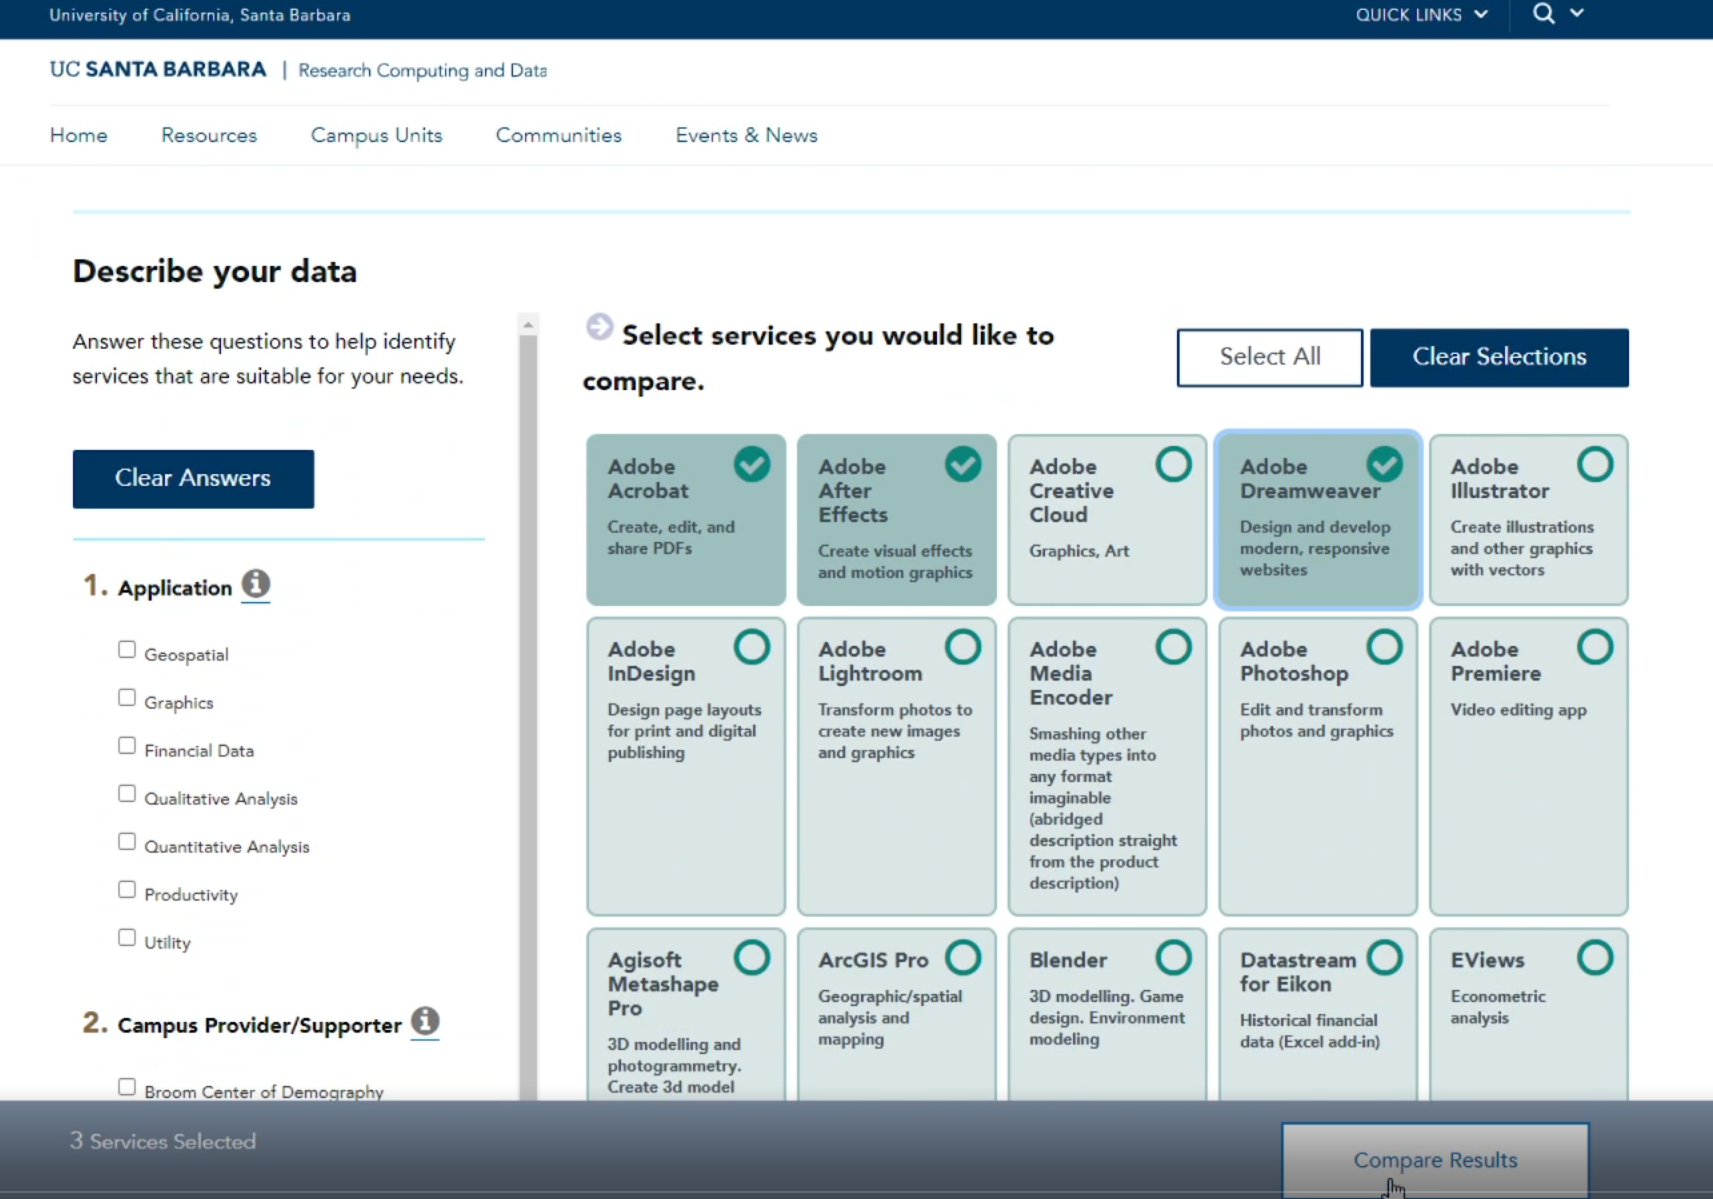 University of California, Santa Barbara
QUICK LINKS
UC SANTA BARBARA | Research Computing and Data
Home Resources Campus Units Communities Events & News
Describe your data
Answer these questions to help identify
services that are suitable for your needs.
Clear Answers
1. Application
Geospatial
Graphics
Financial Data
Qualitative Analysis
Quantitative Analysis
Productivity
Utility
2. Campus Provider/Supporter
Broom Center of Demography
Select services you would like to
compare.
Select All
Clear Selections
Adobe
Acrobat
Create, edit, and
share PDFs
Adobe
After
Effects
Create visual effects
and motion graphics
Adobe
Creative
Cloud
Graphics, Art
Adobe
Dreamweaver
Design and develop
modern, responsive
websites
Adobe
Illustrator
Create illustrations
and other graphics
with vectors
Adobe
InDesign
Design page layouts
for print and digital
publishing
Adobe
Lightroom
Transform photos to
create new images
and graphics
Adobe
Media
Encoder
Smashing other
media types into
any format
imaginable
(abridged
description straight
from the product
description)
Adobe
Photoshop
Edit and transform
photos and graphics
Adobe
Premiere
Video editing app
Agisoft
Metashape
Pro
3D modelling and
photogrammetry.
Create 3d model
ArcGIS Pro
Geographic/spatial
analysis and
mapping
Blender
3D modelling. Game
design. Environment
modeling
Datastream
for Eikon
Historical financial
data (Excel add-in)
EViews
Econometric
analysis
3 Services Selected
Compare Results